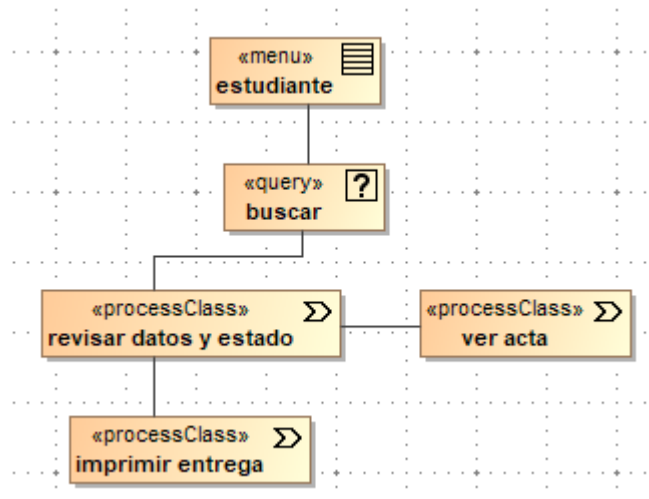 «menu»
estudiante
«query»
?
buscar
«processClass»
revisar datos y estado
«processClass»
ver acta
«processClass»
imprimir entrega